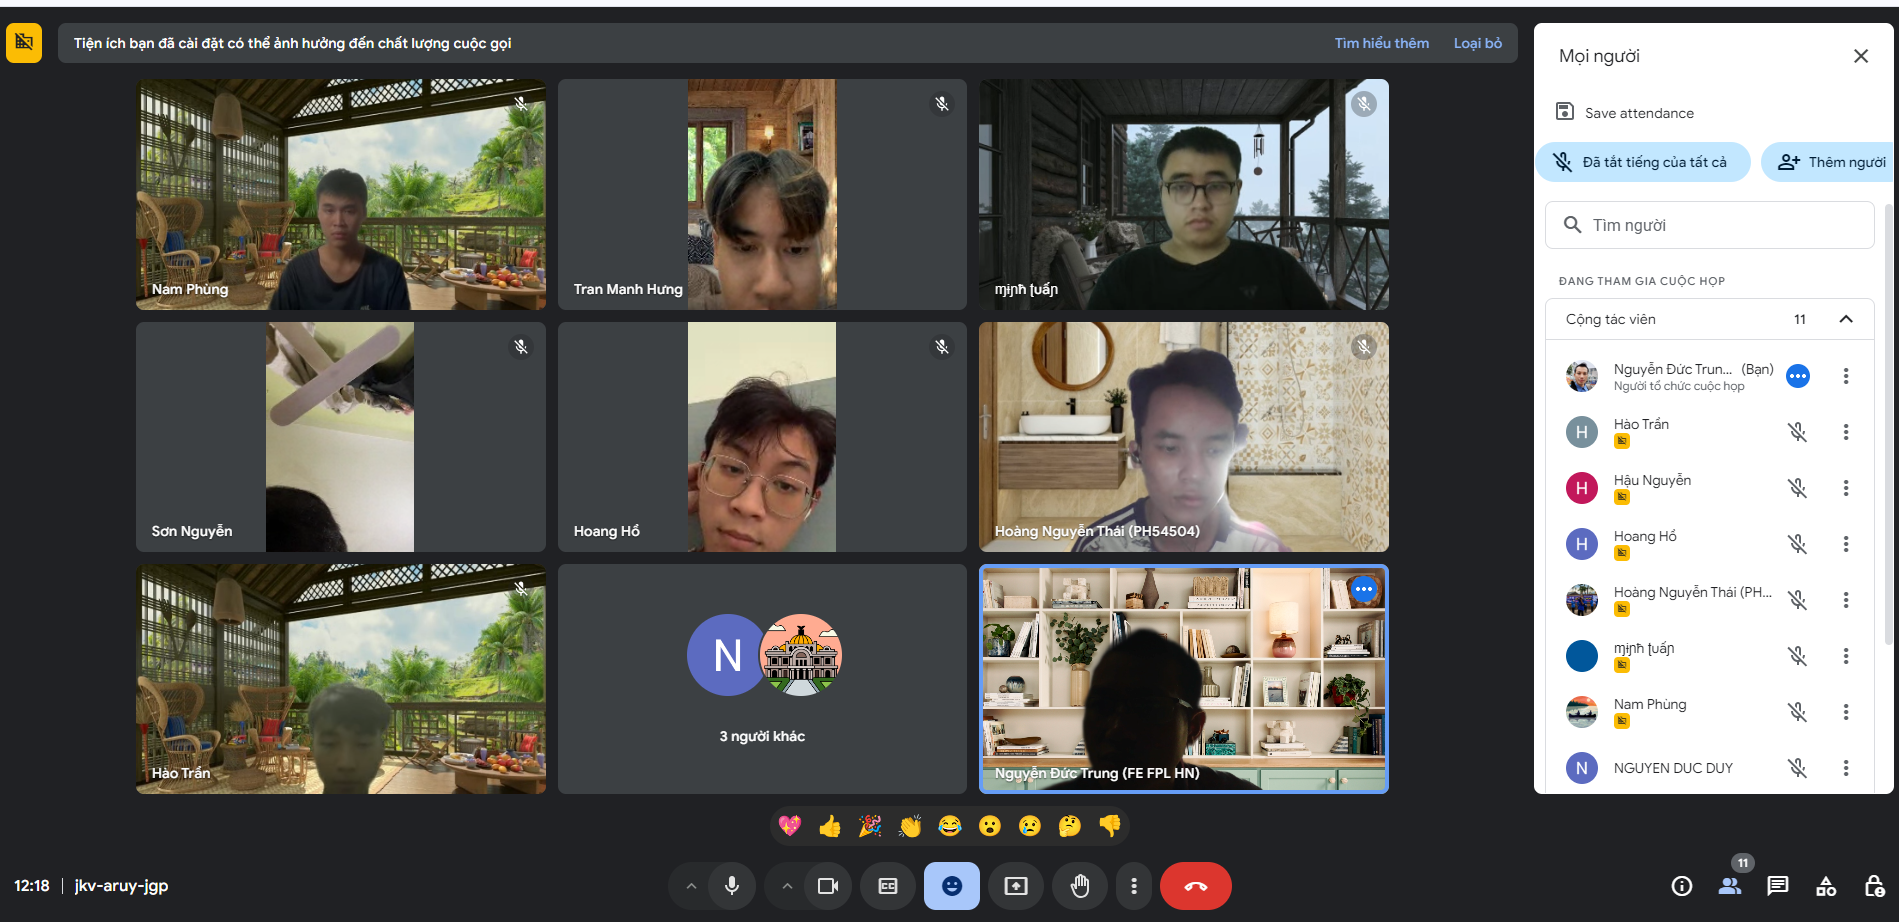 Tiện ích bạn đã cài đặt có thể ảnh hưởng đến chất lượng cuộc gọi
Tìm hiểu thêm
Loại bỏ
Nam Phùng
Tran Manh Hưng
ɱɨɲħ ʈuấɲ
Sơn Nguyễn
Hoang Hồ
Hoàng Nguyễn Thái (PH54504)
Hào Trần
N
3 người khác
Nguyễn Đức Trung (FE FPL HN)
12:18
jkv-aruy-jgp
Mọi người
Save attendance
Đã tắt tiếng của tất cả
Thêm người
Tìm người
ĐANG THAM GIA CUỘC HỌP
Cộng tác viên 11
Nguyễn Đức Trun... (Bạn)
Người tổ chức cuộc họp
H
Hào Trần
H
Hậu Nguyễn
H
Hoang Hồ
Hoàng Nguyễn Thái (PH...
ɱɨɲħ ʈuấɲ
Nam Phùng
N
NGUYEN DUC DUY
11